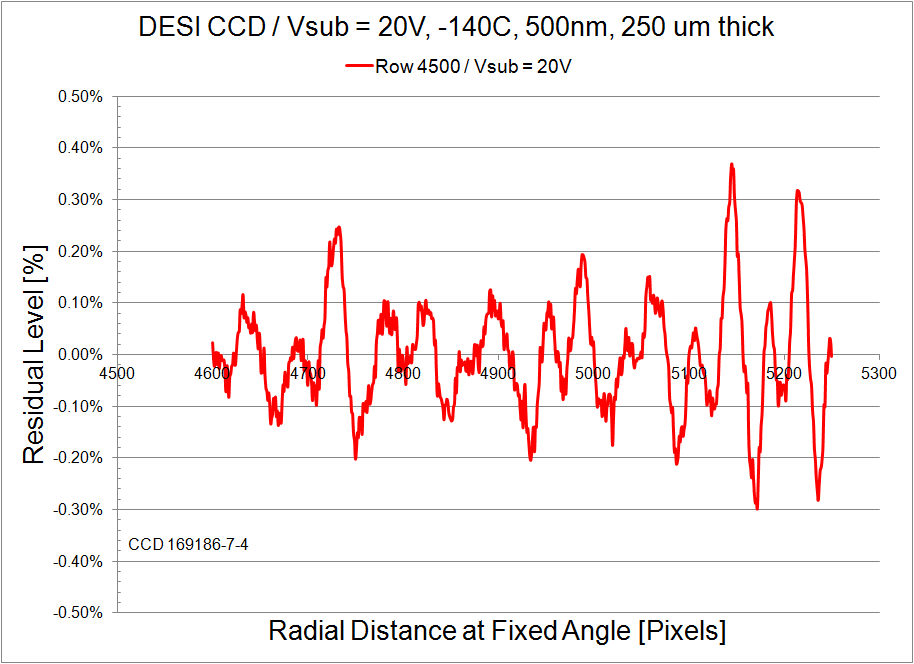 DESI CCD / Vsub = 20V, -140C, 500nm, 250 um thick
Row 4500 / Vsub = 20V
0.50%
0.40%
0.30%
0.20%
0.10%
0.00%
4500 4600 4700 4800 4900 5000 5100 5200 5300
-0.10%
-0.20%
-0.30%
-0.40%
-0.50%
Residual Level [%]
CCD 169186-7-4
Radial Distance at Fixed Angle [Pixels]